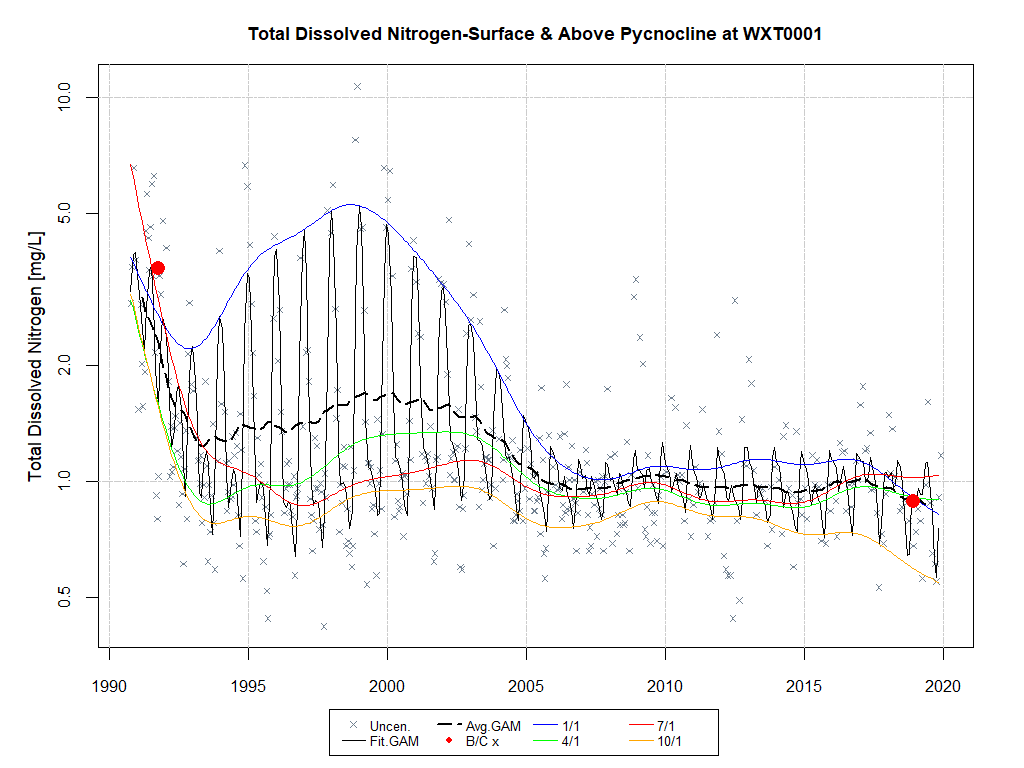 Total Dissolved Nitrogen-Surface & Above Pycnocline at WXT0001
Total Dissolved Nitrogen [mg/L]
10.0
5.0
2.0
1.0
0.5
1990 1995 2000 2005 2010 2015 2020
Uncen. Avg.GAM 1/1 7/1
Fit.GAM B/C x 4/1 10/1